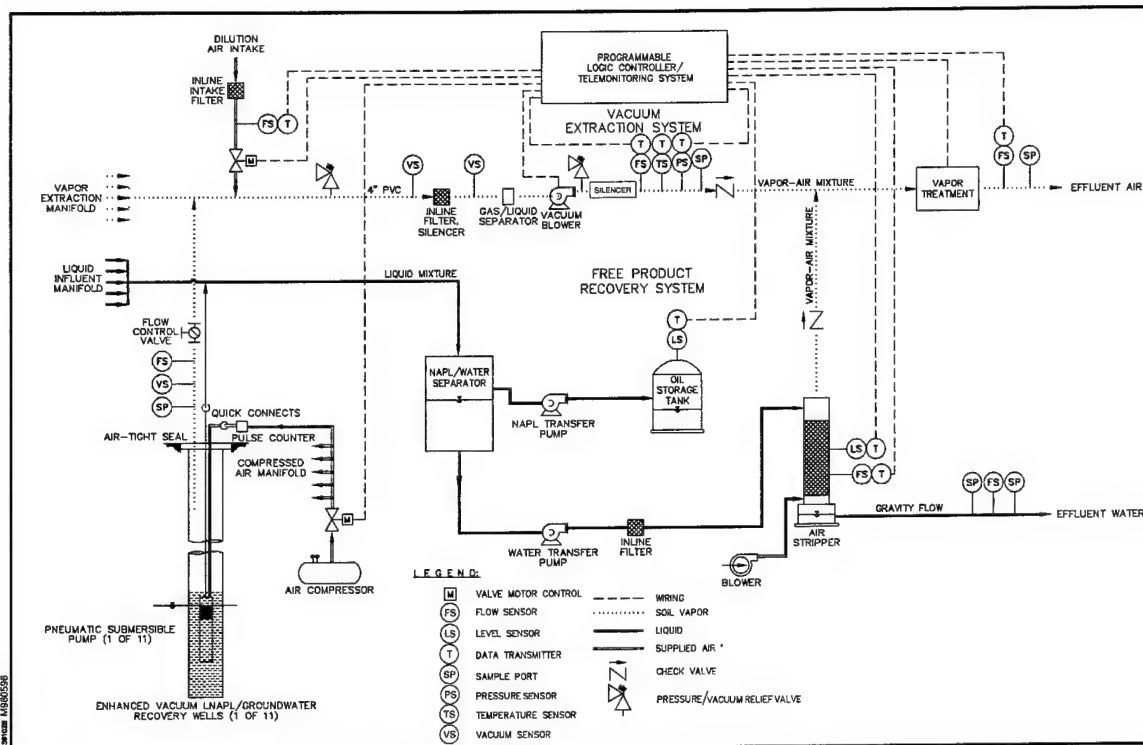 DILUTION
AIR INTAKE
INLINE
INTAKE
FILTER
FS
T
M
PROGRAMMABLE
LOGIC CONTROLLER/
TELEMONITORING SYSTEM
VACUUM
EXTRACTION SYSTEM
T
T
T
FS
TS
PS
SP
T
FS
SP
VAPOR
EXTRACTION
MANIFOLD
4" PVC
VS
VS
INLINE
FILTER,
SILENCER
GAS/LIQUID
SEPARATOR
VACUUM
BLOWER
SILENCER
VAPOR-AIR MIXTURE
VAPOR
TREATMENT
EFFLUENT AIR
VAPOR-AIR MIXTURE
LIQUID
INFLUENT
MANIFOLD
LIQUID MIXTURE
FREE PRODUCT
RECOVERY SYSTEM
FLOW
CONTROL
VALVE
FS
VS
SP
T
LS
NAPL/WATER
SEPARATOR
OIL
STORAGE
TANK
NAPL TRANSFER
PUMP
QUICK CONNECTS
AIR-TIGHT SEAL
PULSE COUNTER
COMPRESSED
AIR MANIFOLD
M
AIR COMPRESSOR
LS
T
FS
T
SP
FS
SP
GRAVITY FLOW
EFFLUENT WATER
AIR
STRIPPER
WATER TRANSFER
PUMP
INLINE
FILTER
BLOWER
PNEUMATIC SUBMERSIBLE
PUMP (1 OF 11)
ENHANCED VACUUM LNAPL/GROUNDWATER
RECOVERY WELLS (1 OF 11)
LEGEND:
M VALVE MOTOR CONTROL
FS FLOW SENSOR
LS LEVEL SENSOR
T DATA TRANSMITTER
SP SAMPLE PORT
PS PRESSURE SENSOR
TS TEMPERATURE SENSOR
VS VACUUM SENSOR
WIRING
SOIL VAPOR
LIQUID
SUPPLIED AIR
CHECK VALVE
PRESSURE/VACUUM RELIEF VALVE
M980596